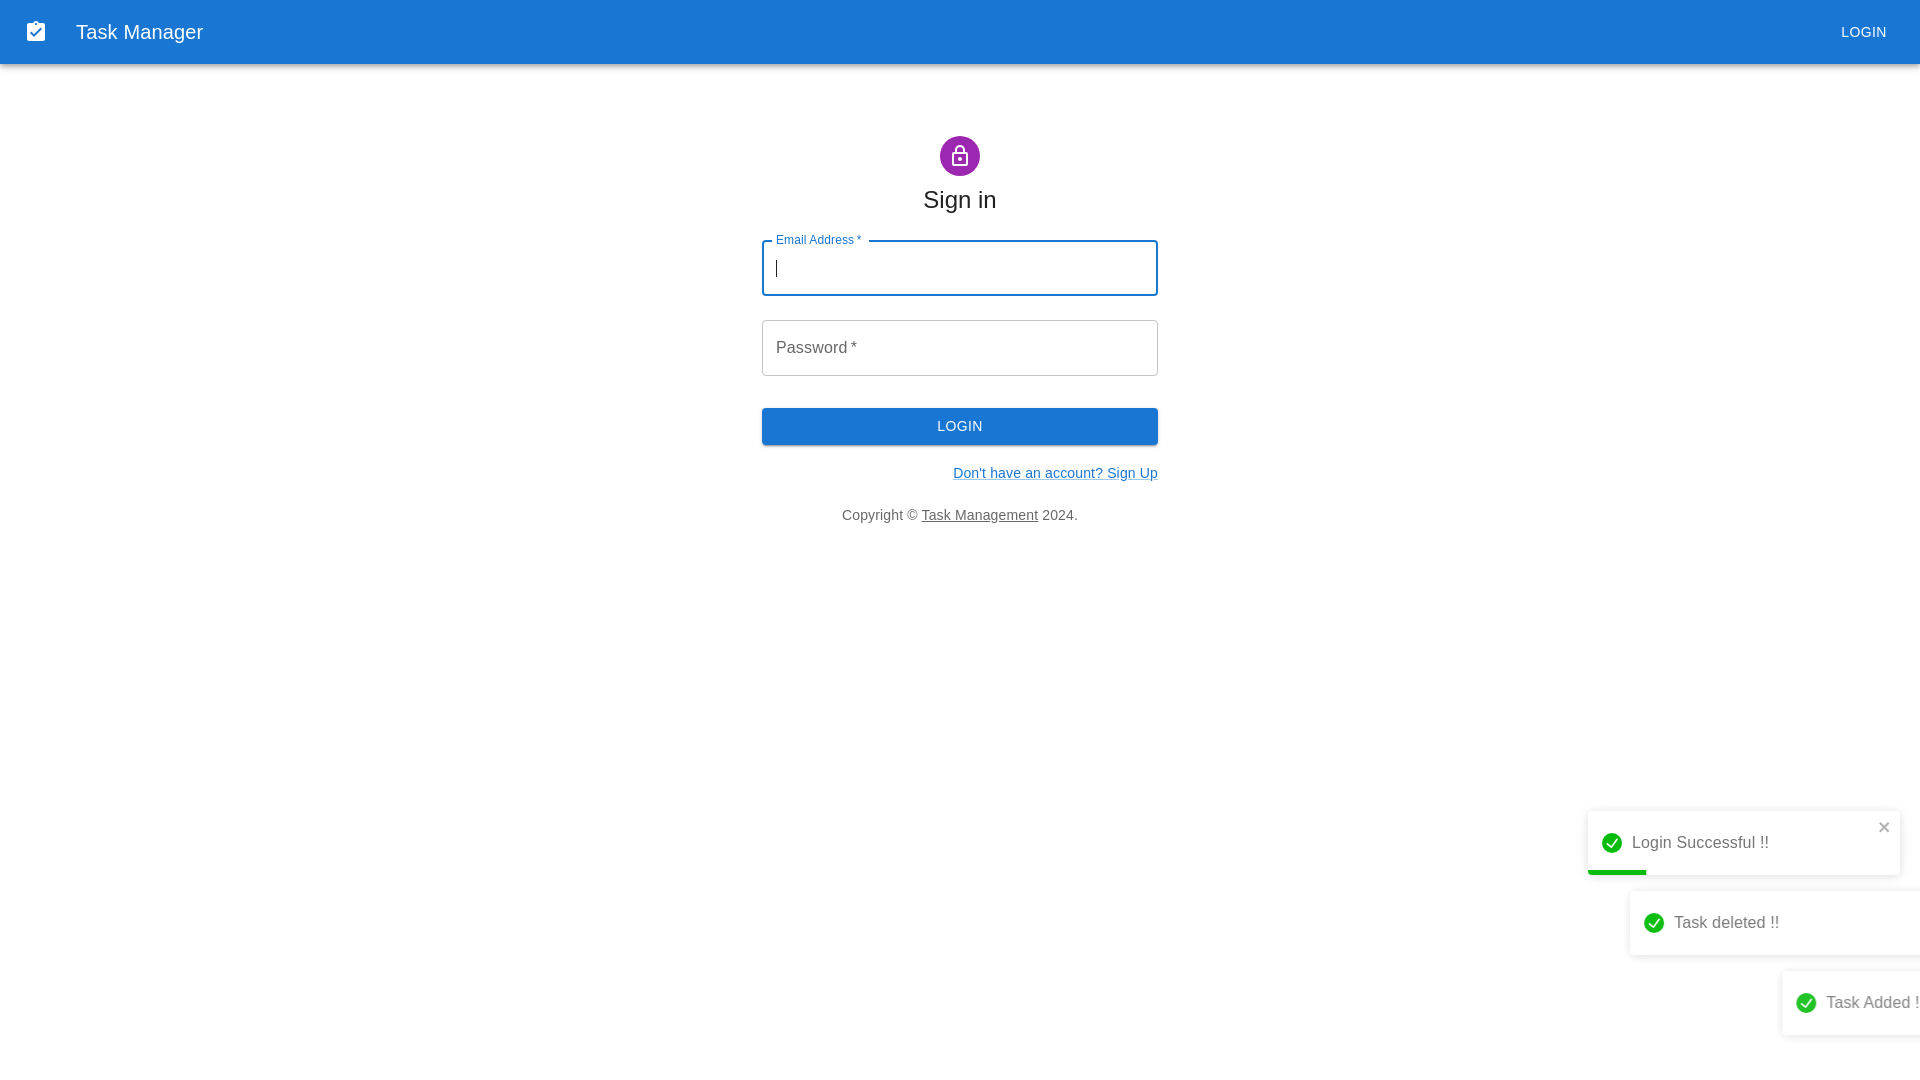 Task Manager
LOGIN
Sign in
Email Address *
Password *
LOGIN
Don't have an account? Sign Up
Copyright © Task Management 2024.
Login Successful !!
Task deleted !!
Task Added !